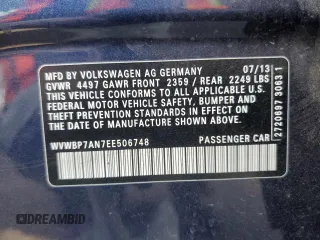 MFD BY VOLKSWAGEN AG GERMANY 07/13
GVWR 4497 GAWR FRONT 2359 / REAR 2249 LBS
THIS VEHICLE CONFORMS TO ALL APPLICABLE U.S.
FEDERAL MOTOR VEHICLE SAFETY, BUMPER AND
THEFT PREVENTION STANDARDS IN EFFECT ON THE
DATE OF MANUFACTURE SHOWN ABOVE.
WVWBP7AN7EE506748 PASSENGER CAR
2720697 30631
DREAMBID